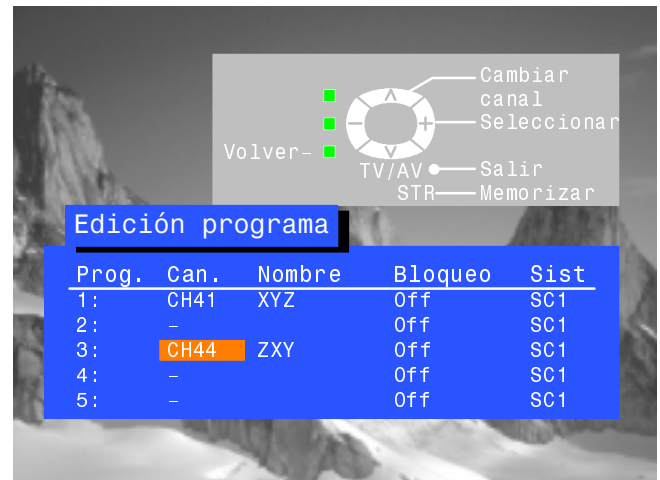 Cambiar
canal
Seleccionar
Volver–
TV/AV
Salir
STR
Memorizar
Edición programa
Prog. Can. Nombre Bloqueo Sist
1: CH41 XYZ Off SC1
2: – Off SC1
3: CH44 ZXY Off SC1
4: – Off SC1
5: – Off SC1